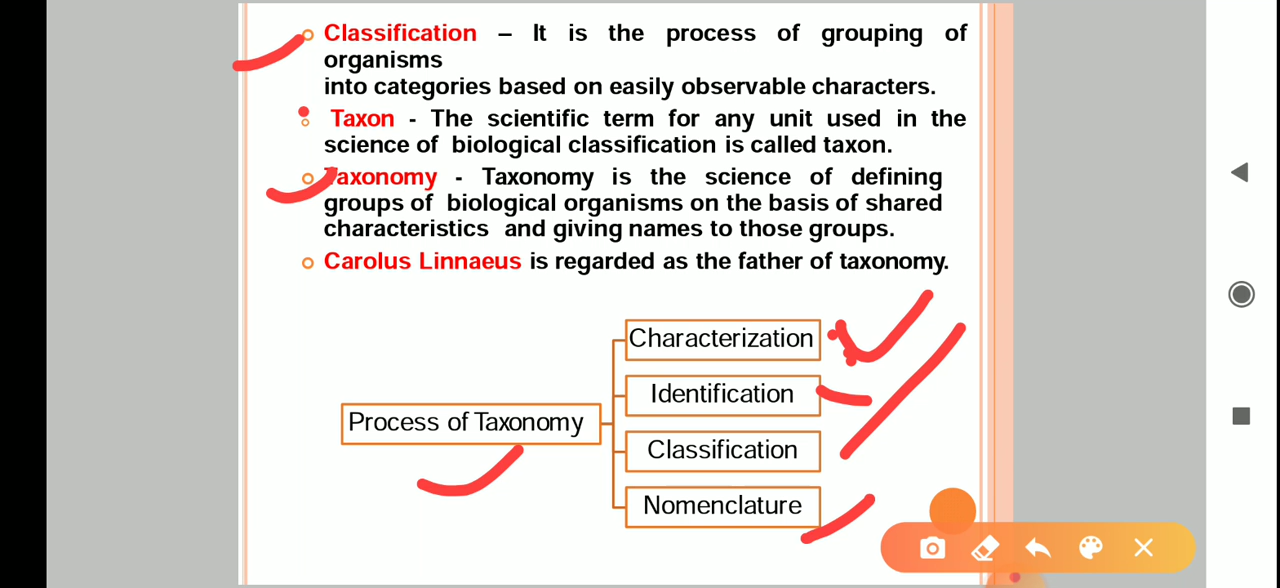 Classification – It is the process of grouping of
organisms
into categories based on easily observable characters.
Taxon - The scientific term for any unit used in the
science of biological classification is called taxon.
Taxonomy - Taxonomy is the science of defining
groups of biological organisms on the basis of shared
characteristics and giving names to those groups.
Carolus Linnaeus is regarded as the father of taxonomy.
Characterization
Identification
Process of Taxonomy
Classification
Nomenclature